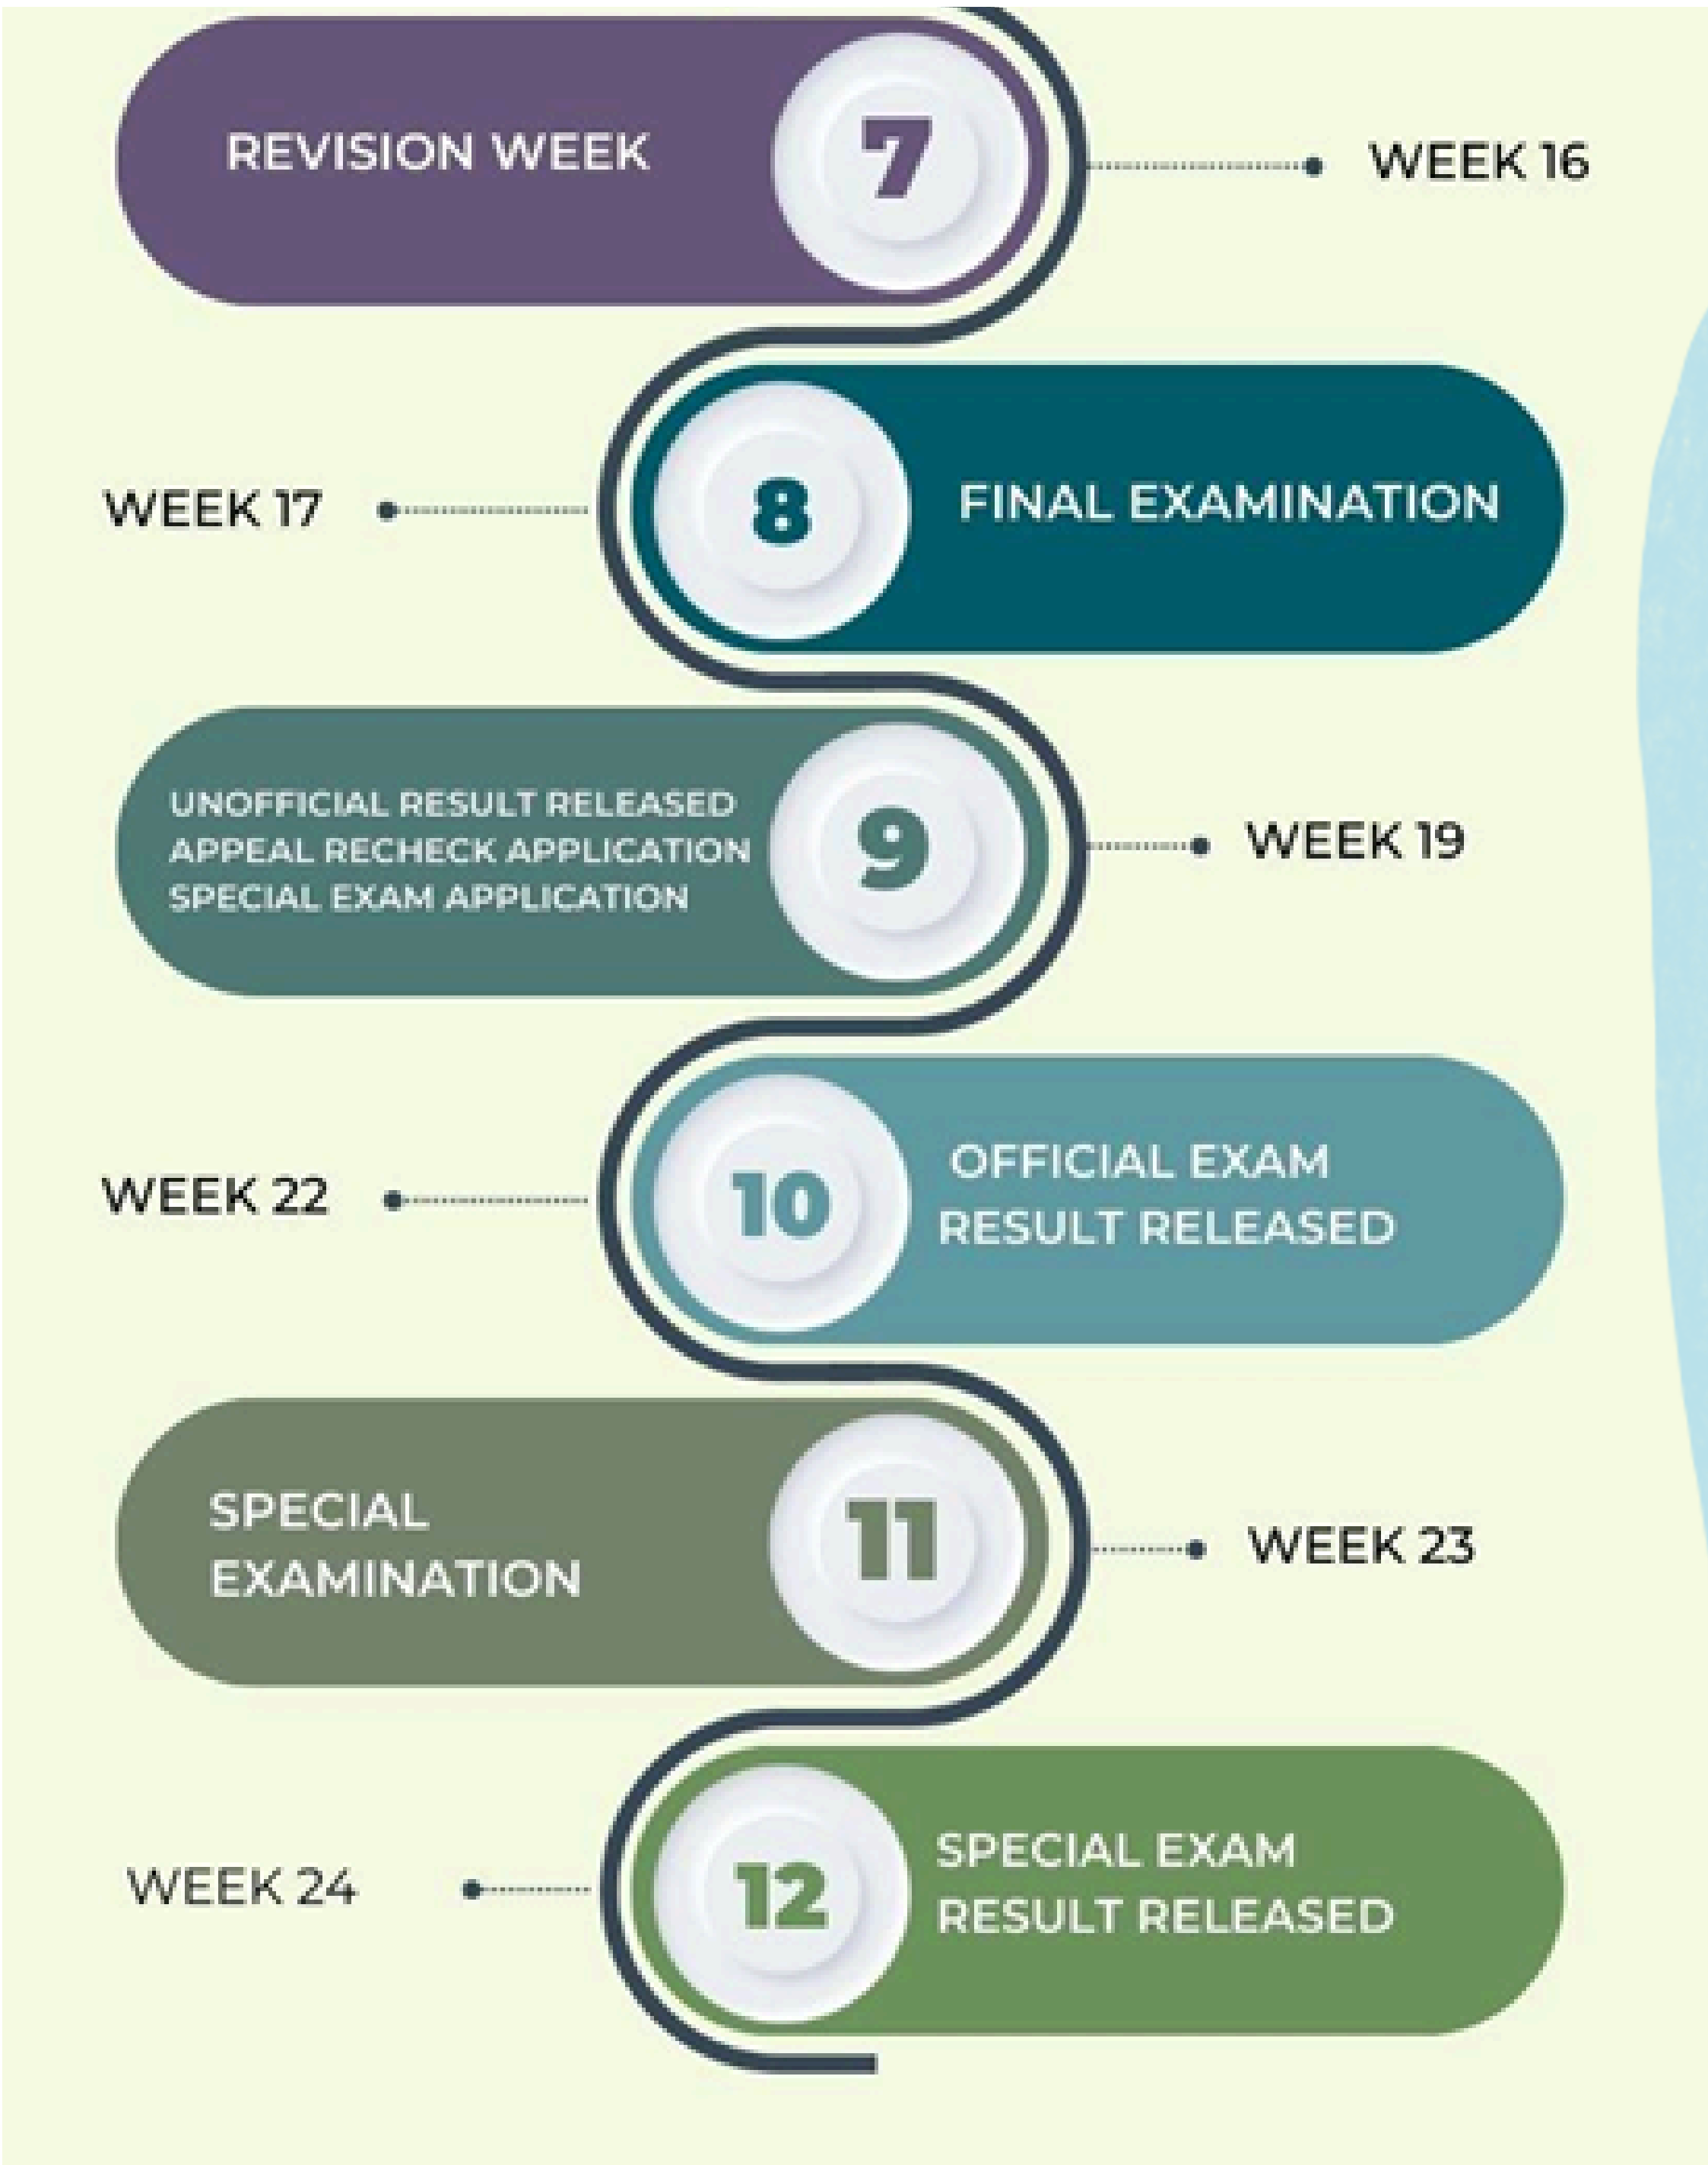 REVISION WEEK
7
WEEK 16
WEEK 17
8
FINAL EXAMINATION
UNOFFICIAL RESULT RELEASED
APPEAL RECHECK APPLICATION
SPECIAL EXAM APPLICATION
9
WEEK 19
WEEK 22
10
OFFICIAL EXAM
RESULT RELEASED
SPECIAL
EXAMINATION
11
WEEK 23
WEEK 24
12
SPECIAL EXAM
RESULT RELEASED